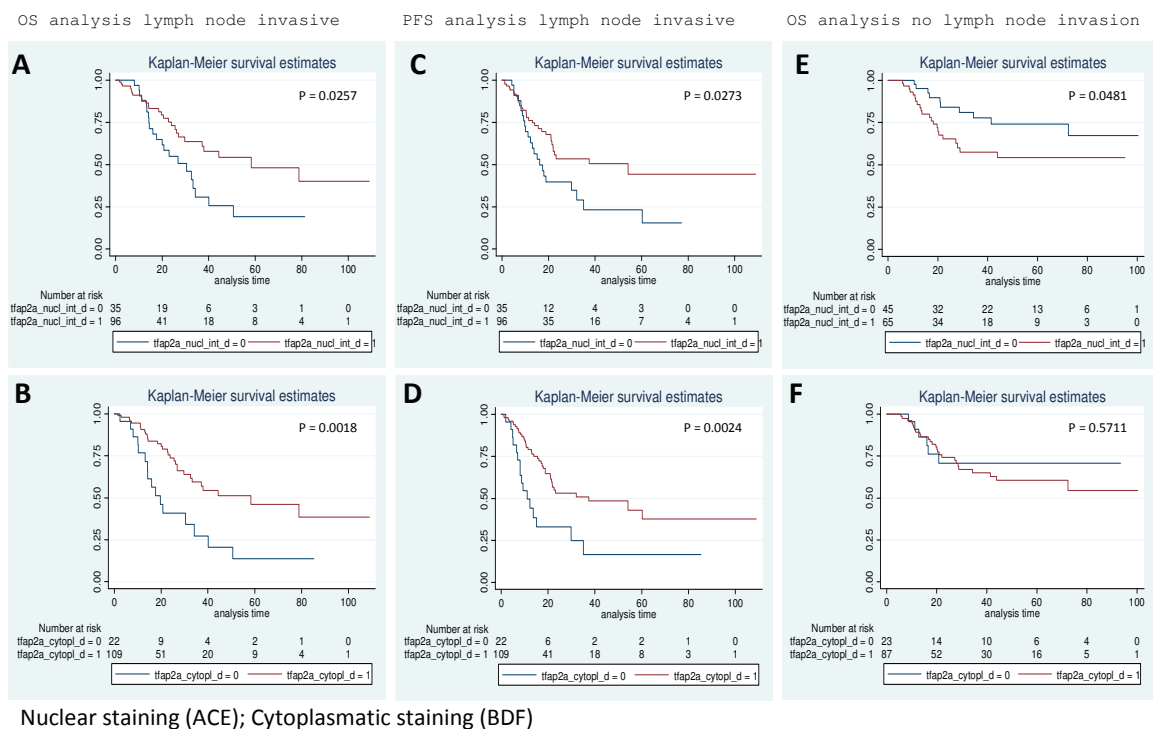 OS analysis lymph node invasive
PFS analysis lymph node invasive
OS analysis no lymph node invasion
A
Kaplan-Meier survival estimates
P = 0.0257
1.00
0.75
0.50
0.25
0.00
0 20 40 60 80 100
analysis time
Number at risk
tfap2a_nucl_int_d = 0 35 19 6 3 1 0
tfap2a_nucl_int_d = 1 96 41 18 8 4 1
tfap2a_nucl_int_d = 0 tfap2a_nucl_int_d = 1
C
Kaplan-Meier survival estimates
P = 0.0273
1.00
0.75
0.50
0.25
0.00
0 20 40 60 80 100
analysis time
Number at risk
tfap2a_nucl_int_d = 0 35 12 4 3 0 0
tfap2a_nucl_int_d = 1 96 35 16 7 4 1
tfap2a_nucl_int_d = 0 tfap2a_nucl_int_d = 1
E
Kaplan-Meier survival estimates
P = 0.0481
1.00
0.75
0.50
0.25
0.00
0 20 40 60 80 100
analysis time
Number at risk
tfap2a_nucl_int_d = 0 45 32 22 13 6 1
tfap2a_nucl_int_d = 1 65 34 18 9 3 0
tfap2a_nucl_int_d = 0 tfap2a_nucl_int_d = 1
B
Kaplan-Meier survival estimates
P = 0.0018
1.00
0.75
0.50
0.25
0.00
0 20 40 60 80 100
analysis time
Number at risk
tfap2a_cytopl_d = 0 22 9 4 2 1 0
tfap2a_cytopl_d = 1 109 51 20 9 4 1
tfap2a_cytopl_d = 0 tfap2a_cytopl_d = 1
D
Kaplan-Meier survival estimates
P = 0.0024
1.00
0.75
0.50
0.25
0.00
0 20 40 60 80 100
analysis time
Number at risk
tfap2a_cytopl_d = 0 22 6 2 2 1 0
tfap2a_cytopl_d = 1 109 41 18 8 3 1
tfap2a_cytopl_d = 0 tfap2a_cytopl_d = 1
F
Kaplan-Meier survival estimates
P = 0.5711
1.00
0.75
0.50
0.25
0.00
0 20 40 60 80 100
analysis time
Number at risk
tfap2a_cytopl_d = 0 23 14 10 6 4 0
tfap2a_cytopl_d = 1 87 52 30 16 5 1
tfap2a_cytopl_d = 0 tfap2a_cytopl_d = 1
Nuclear staining (ACE); Cytoplasmatic staining (BDF)